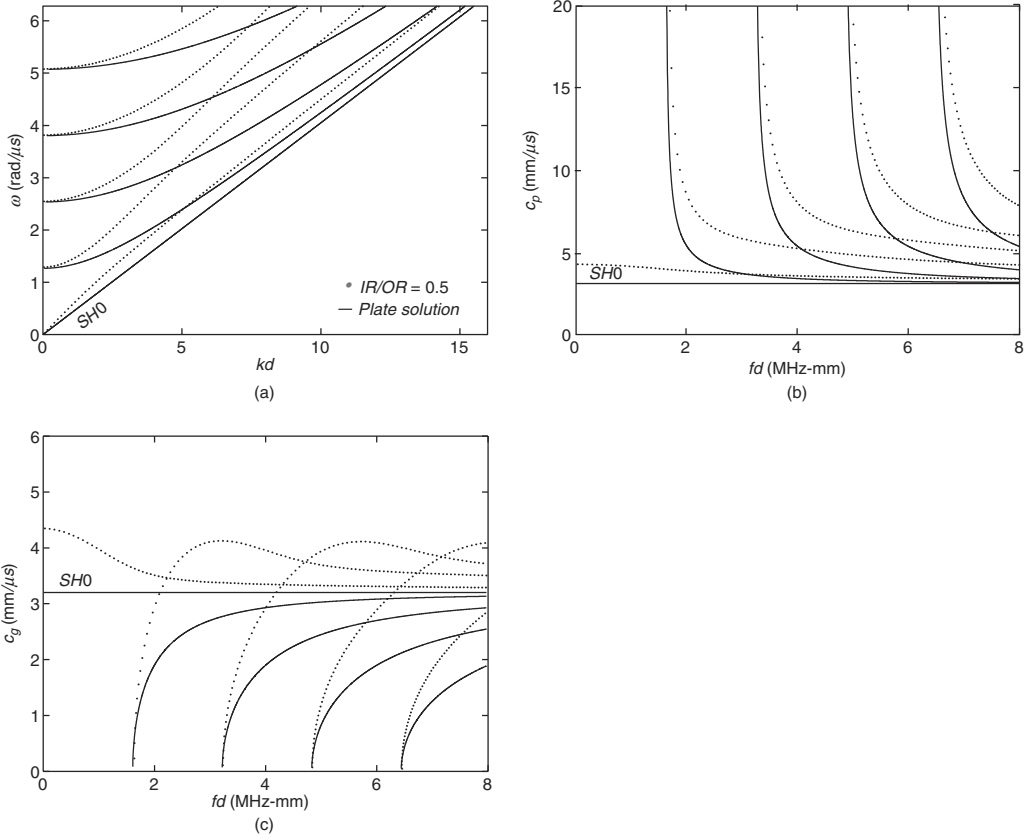 6
5
4
3
2
1
0
ω (rad/μs)
SH0
IR/OR = 0.5
Plate solution
0
5
10
15
kd
(a)
20
15
10
5
0
c_p (mm/μs)
SH0
0
2
4
6
8
fd (MHz-mm)
(b)
6
5
4
3
2
1
0
c_g (mm/μs)
SH0
0
2
4
6
8
fd (MHz-mm)
(c)